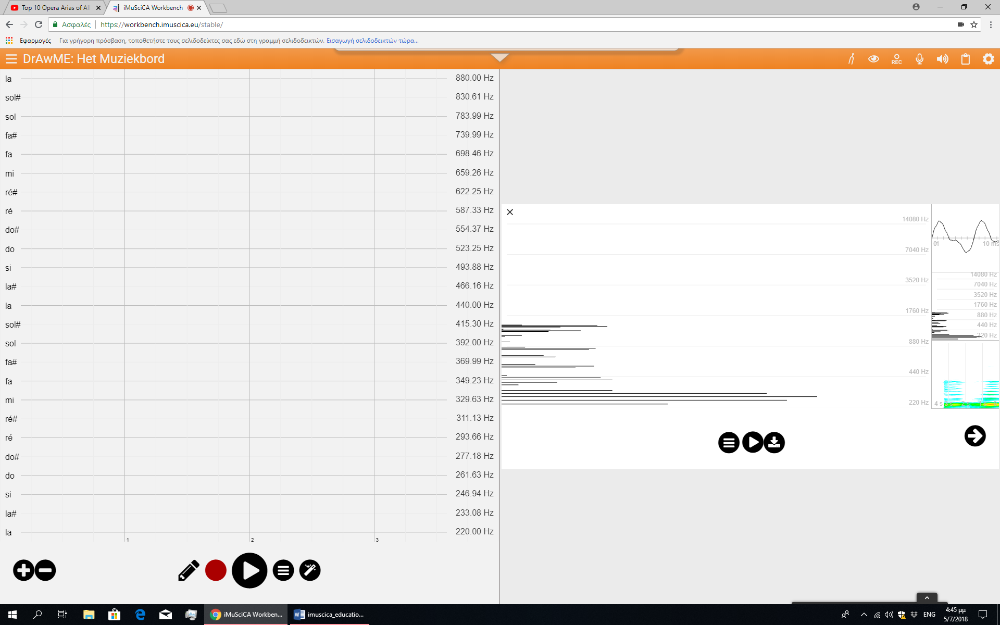 Top 10 Opera Arias of All
iMuSciCA Workbench
Ασφαλές
https://workbench.imuscica.eu/stable/
Εφαρμογές
Για γρήγορη πρόσβαση, τοποθετήστε τους σελιδοδείκτες σας εδώ στη γραμμή σελιδοδεικτών. Εισαγωγή σελιδοδεικτών τώρα...
DrAwME: Het Muziekbord
REC
la 880.00 Hz
sol# 830.61 Hz
sol 783.99 Hz
fa# 739.99 Hz
fa 698.46 Hz
mi 659.26 Hz
ré# 622.25 Hz
ré 587.33 Hz
do# 554.37 Hz
do 523.25 Hz
si 493.88 Hz
la# 466.16 Hz
la 440.00 Hz
sol# 415.30 Hz
sol 392.00 Hz
fa# 369.99 Hz
fa 349.23 Hz
mi 329.63 Hz
ré# 311.13 Hz
ré 293.66 Hz
do# 277.18 Hz
do 261.63 Hz
si 246.94 Hz
la# 233.08 Hz
la 220.00 Hz
1 2 3
14080 Hz
7040 Hz
3520 Hz
1760 Hz
880 Hz
440 Hz
220 Hz
01 10 ms
14080 Hz
7040 Hz
3520 Hz
1760 Hz
880 Hz
440 Hz
220 Hz
4 s
iMuSciCA Workben...
imuscica_educatio...
ENG
4:45 μμ
5/7/2018